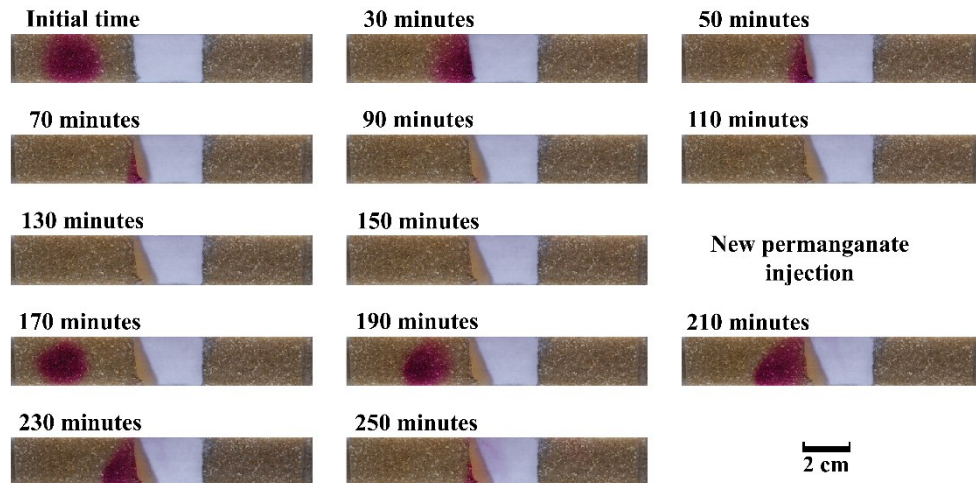 Initial time
30 minutes
50 minutes
70 minutes
90 minutes
110 minutes
130 minutes
150 minutes
New permanganate
injection
170 minutes
190 minutes
210 minutes
230 minutes
250 minutes
2 cm